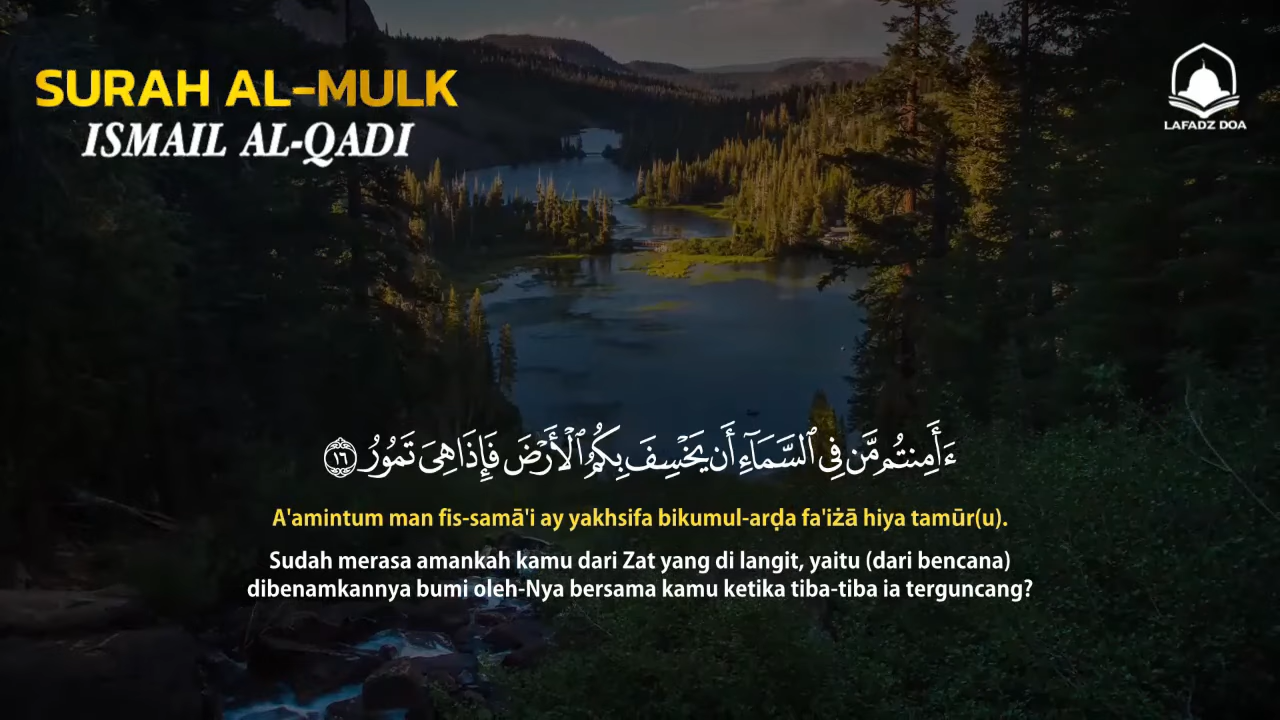 SURAH AL-MULK
ISMAIL AL-QADI
LAFADZ DOA
ءَأَمِنتُم مَّن فِى ٱلسَّمَآءِ أَن يَخْسِفَ بِكُمُ ٱلْأَرْضَ فَإِذَا هِىَ تَمُورُ ١٦
A'amintum man fis-samā'i ay yakhsifa bikumul-arḍa fa'iżā hiya tamūr(u).
Sudah merasa amankah kamu dari Zat yang di langit, yaitu (dari bencana)
dibenamkannya bumi oleh-Nya bersama kamu ketika tiba-tiba ia terguncang?